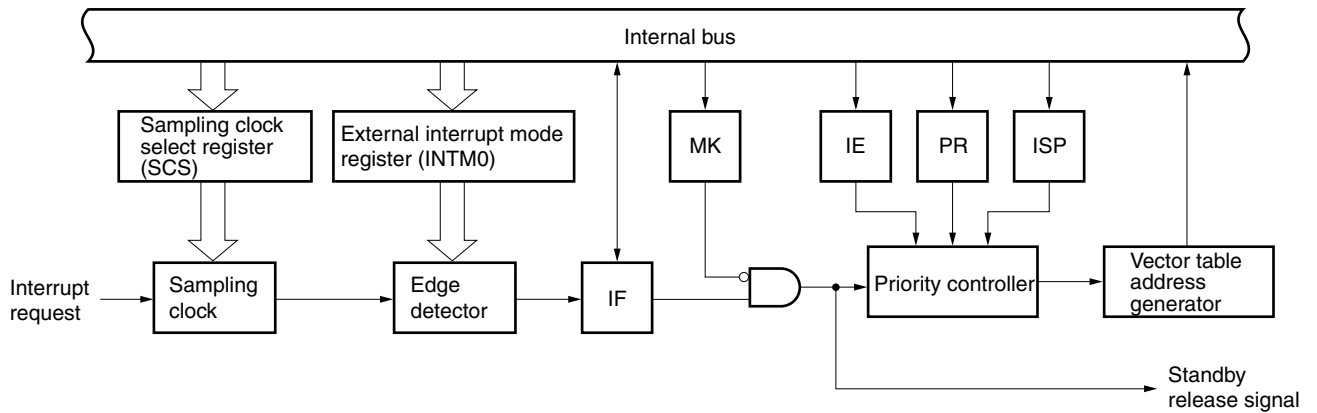 Internal bus
Sampling clock
select register
(SCS)
External interrupt mode
register (INTM0)
MK
IE
PR
ISP
Interrupt
request
Sampling
clock
Edge
detector
IF
Priority controller
Vector table
address
generator
Standby
release signal